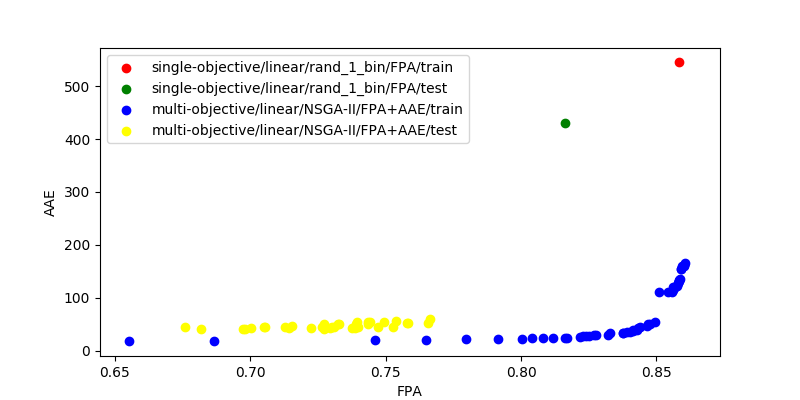 single-objective/linear/rand_1_bin/FPA/train
single-objective/linear/rand_1_bin/FPA/test
multi-objective/linear/NSGA-II/FPA+AAE/train
multi-objective/linear/NSGA-II/FPA+AAE/test
500
400
300
200
100
0
AAE
0.65 0.70 0.75 0.80 0.85
FPA